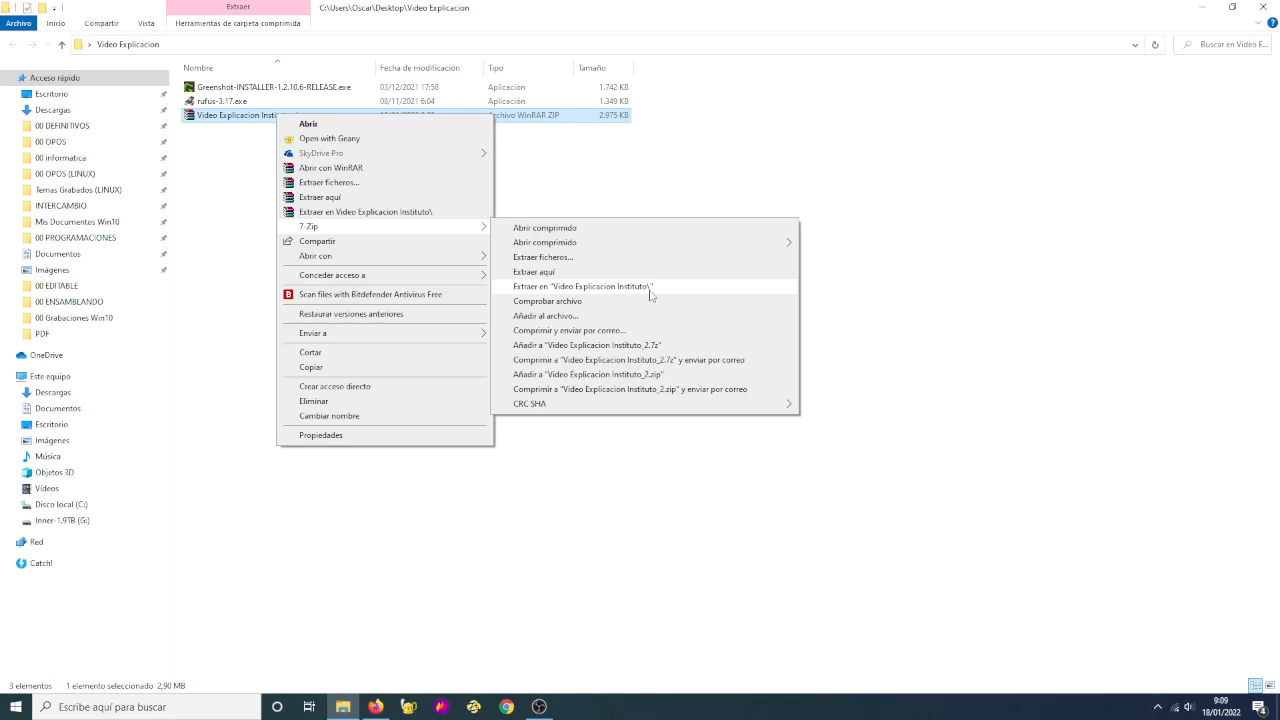 Extraer
C:\Users\Oscar\Desktop\Video Explicacion
Archivo
Inicio
Compartir
Vista
Herramientas de carpeta comprimida
Video Explicacion
Buscar en Video E...
Nombre
Fecha de modificación
Tipo
Tamaño
Greenshot-INSTALLER-1.2.10.6-RELEASE.exe 03/12/2021 17:58 Aplicación 1.742 KB
rufus-3.17.exe 08/11/2021 6:04 Aplicación 1.349 KB
Video Explicacion Archivo WinRAR ZIP 2.975 KB
Acceso rápido
Escritorio
Descargas
00 DEFINITIVOS
00 OPOS
00 informatica
00 OPOS (LINUX)
Temas Grabados (LINUX)
INTERCAMBIO
Mis Documentos Win10
00 PROGRAMACIONES
Documentos
Imágenes
00 EDITABLE
00 ENSAMBLANDO
00 Grabaciones Win10
PDF
OneDrive
Este equipo
Descargas
Documentos
Escritorio
Imágenes
Música
Objetos 3D
Vídeos
Disco local (C:)
Inner-1.9TB (G:)
Red
Catch!
Abrir
Open with Geany
SkyDrive Pro
Abrir con WinRAR
Extraer ficheros...
Extraer aquí
Extraer en Video Explicacion Instituto\
7-Zip
Compartir
Abrir con
Conceder acceso a
Scan files with Bitdefender Antivirus Free
Restaurar versiones anteriores
Enviar a
Cortar
Copiar
Crear acceso directo
Eliminar
Cambiar nombre
Propiedades
Abrir comprimido
Abrir comprimido
Extraer ficheros...
Extraer aquí
Extraer en "Video Explicacion Instituto\"
Comprobar archivo
Añadir al archivo...
Comprimir y enviar por correo...
Añadir a "Video Explicacion Instituto_2.7z"
Comprimir a "Video Explicacion Instituto_2.7z" y enviar por correo
Añadir a "Video Explicacion Instituto_2.zip"
Comprimir a "Video Explicacion Instituto_2.zip" y enviar por correo
CRC SHA
3 elementos
1 elemento seleccionado 2,90 MB
Escribe aquí para buscar
9:09
18/01/2022
4